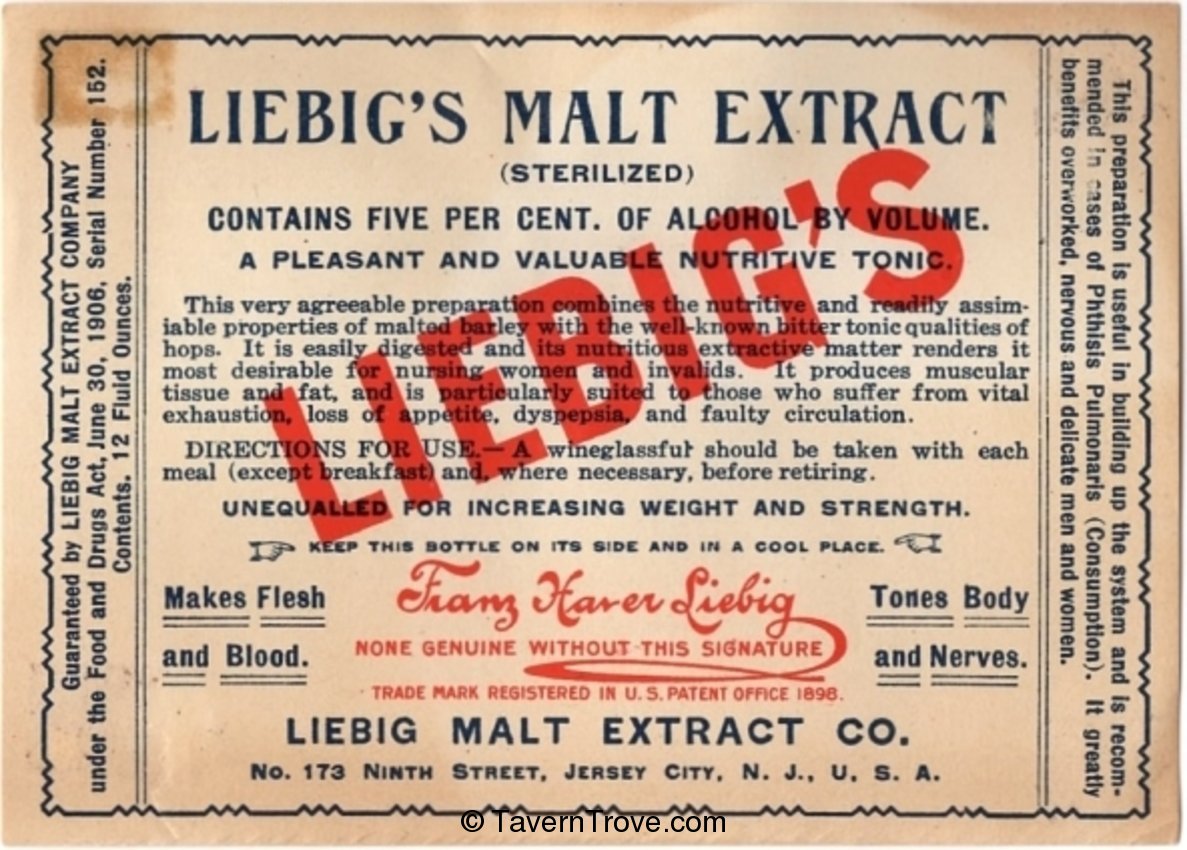 Guaranteed by LIEBIG MALT EXTRACT COMPANY
under the Food and Drugs Act, June 30, 1906, Serial Number 152.
Contents. 12 Fluid Ounces.
LIEBIG'S MALT EXTRACT
(STERILIZED)
CONTAINS FIVE PER CENT. OF ALCOHOL BY VOLUME.
A PLEASANT AND VALUABLE NUTRITIVE TONIC.
This very agreeable preparation combines the nutritive and readily assim-
iable properties of malted barley with the well-known bitter tonic qualities of
hops. It is easily digested and its nutritious extractive matter renders it
most desirable for nursing women and invalids. It produces muscular
tissue and fat, and is particularly suited to those who suffer from vital
exhaustion, loss of appetite, dyspepsia, and faulty circulation.
DIRECTIONS FOR USE.—A wineglassful should be taken with each
meal (except breakfast) and, where necessary, before retiring.
UNEQUALLED FOR INCREASING WEIGHT AND STRENGTH.
KEEP THIS BOTTLE ON ITS SIDE AND IN A COOL PLACE.
LIEBIG'S
Makes Flesh
and Blood.
Franz Xaver Liebig
NONE GENUINE WITHOUT THIS SIGNATURE
TRADE MARK REGISTERED IN U.S. PATENT OFFICE 1898.
Tones Body
and Nerves.
LIEBIG MALT EXTRACT CO.
No. 173 NINTH STREET, JERSEY CITY, N. J., U. S. A.
This preparation is useful in building up the system and is recom-
mended in cases of Phthisis Pulmonaris (Consumption). It greatly
benefits overworked, nervous and delicate men and women.
© TavernTrove.com